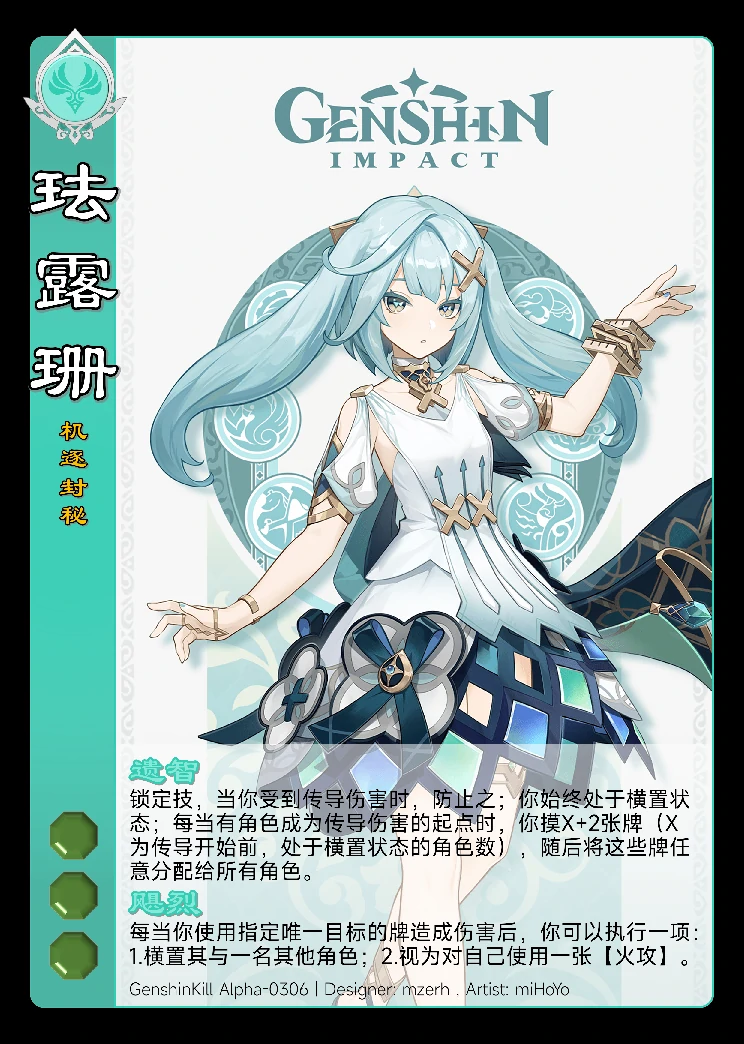 GENSHIN
IMPACT
珐露珊
机逐封秘
遗智
锁定技，当你受到传导伤害时，防止之；你始终处于横置状
态；每当有角色成为传导伤害的起点时，你摸X+2张牌（X
为传导开始前，处于横置状态的角色数），随后将这些牌任
意分配给所有角色。
飓烈
每当你使用指定唯一目标的牌造成伤害后，你可以执行一项：
1.横置其与一名其他角色；2.视为对自己使用一张【火攻】。
GenshinKill Alpha-0306 | Designer: mzerh . Artist: miHoYo